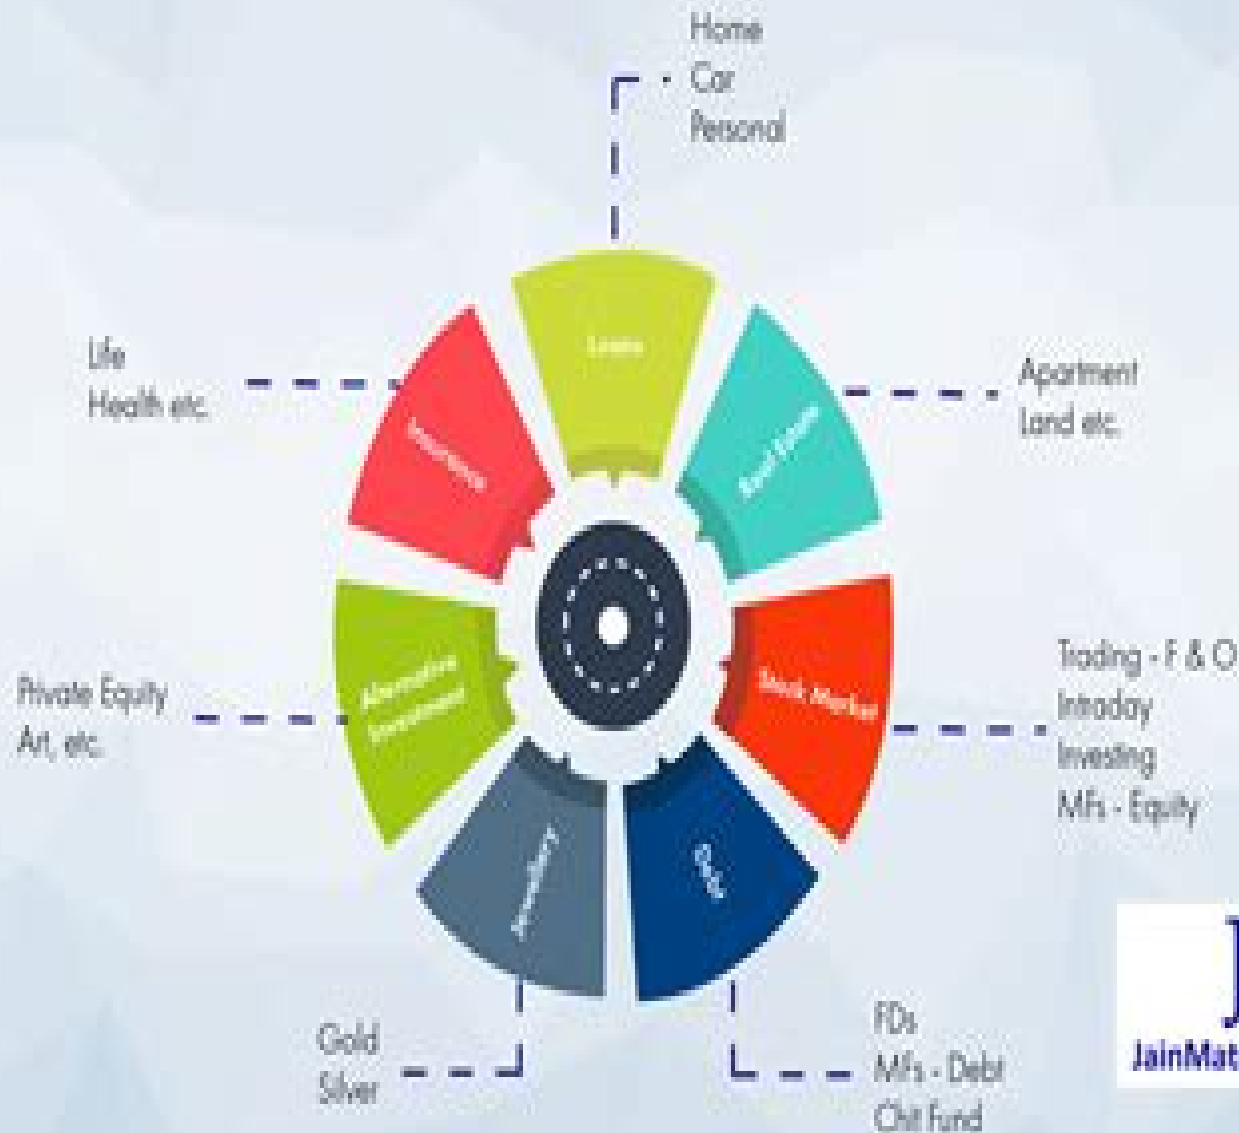 Home
Car
Personal
Loans
Life
Health etc.
Insurance
Real Estate
Apartment
Land etc.
Private Equity
Art, etc.
Alternative
Investment
Stock Market
Trading - F & O
Intraday
Investing
Mfs - Equity
Jewellery
Debt
Gold
Silver
FDs
Mfs - Debt
Chit Fund
J
JainMat